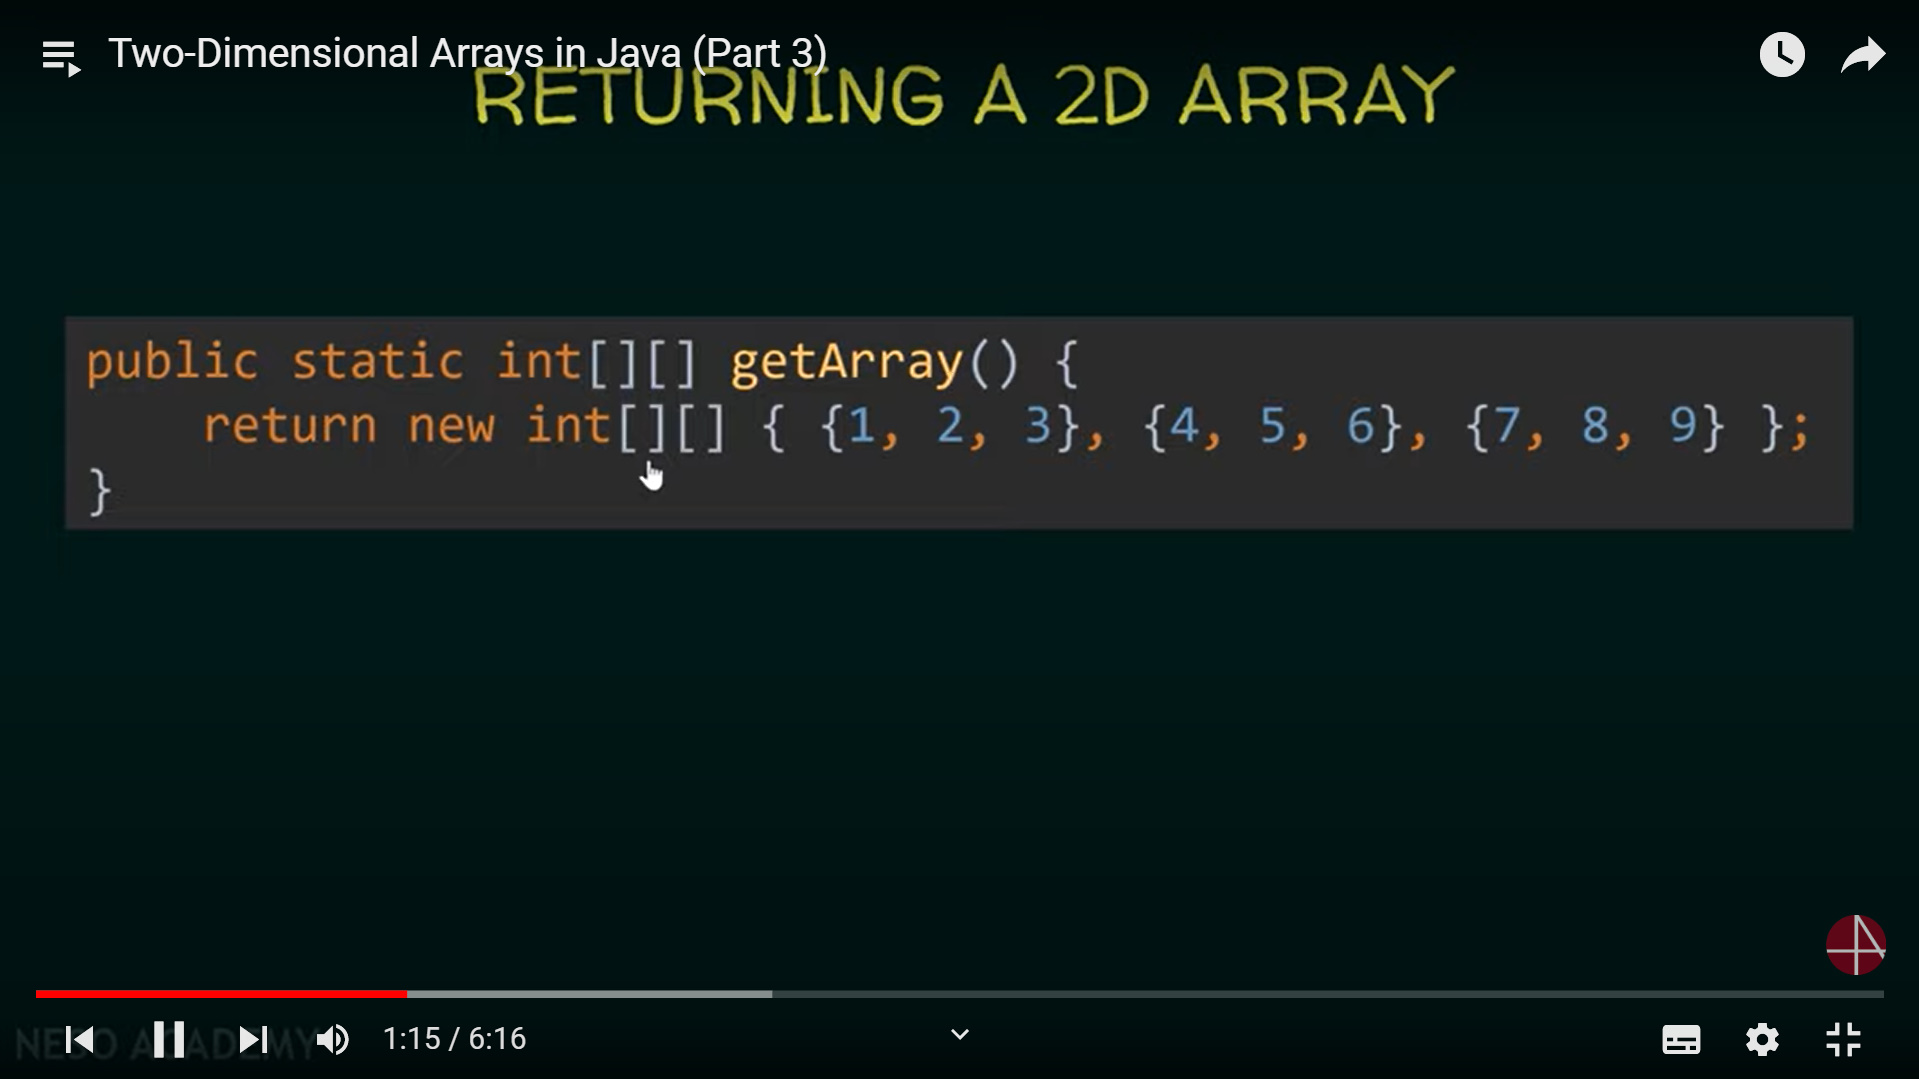 Two-Dimensional Arrays in Java (Part 3)
RETURNING A 2D ARRAY
public static int[][] getArray() {
    return new int[][] { {1, 2, 3}, {4, 5, 6}, {7, 8, 9} };
}
NESO ACADEMY
1:15 / 6:16